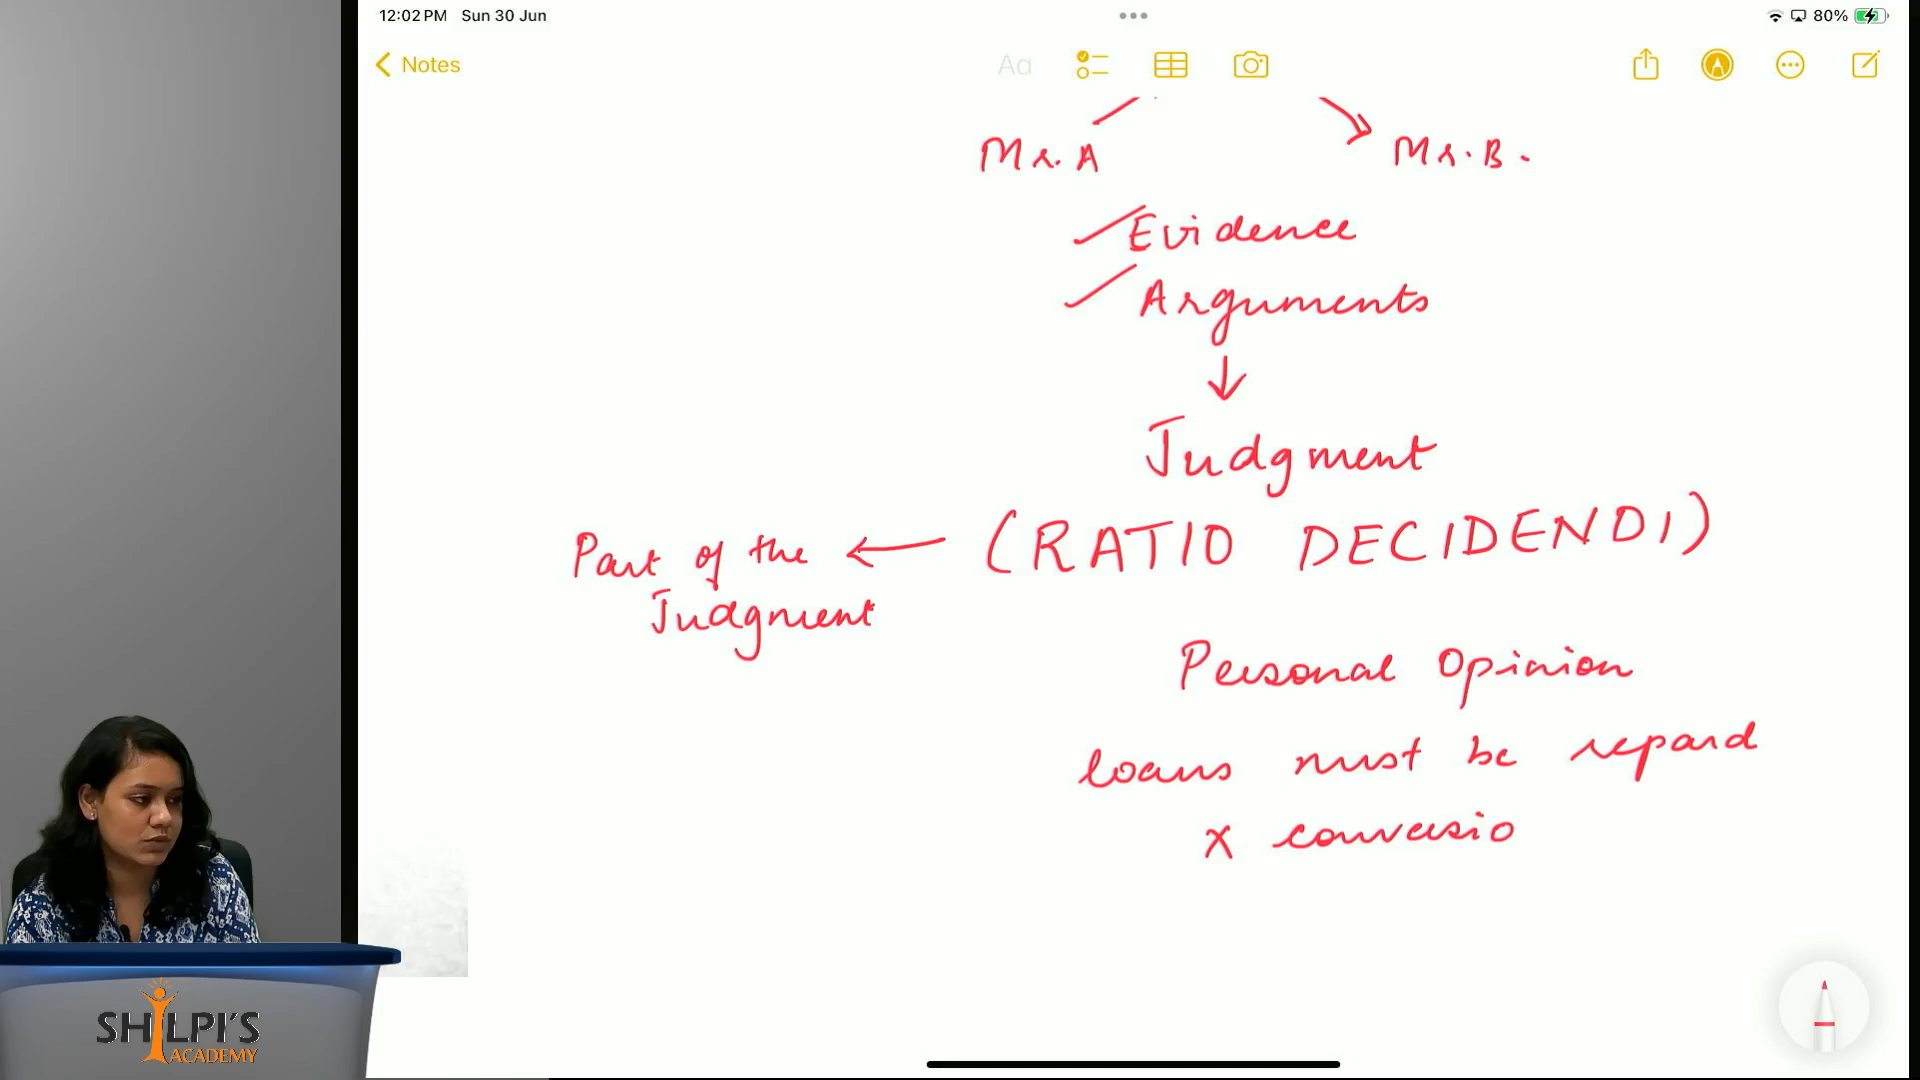 12:02 PM Sun 30 Jun
80%
Notes
Aa
Mr. A
Mr. B.
Evidence
Arguments
Judgment
(RATIO DECIDENDI)
Part of the
Judgment
Personal Opinion
loans must be repaid
x conversio
SHILPI'S
ACADEMY